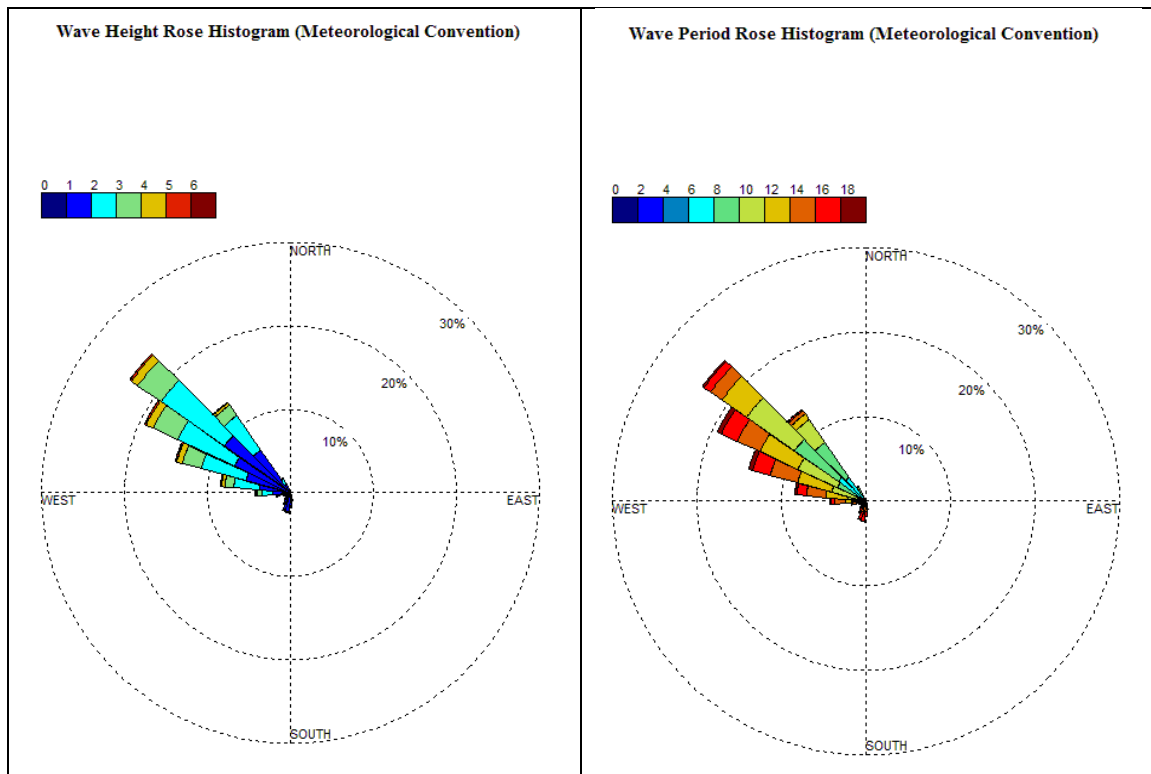 Wave Height Rose Histogram (Meteorological Convention)
0 1 2 3 4 5 6
NORTH
30%
20%
10%
WEST
EAST
SOUTH
Wave Period Rose Histogram (Meteorological Convention)
0 2 4 6 8 10 12 14 16 18
NORTH
30%
20%
10%
WEST
EAST
SOUTH